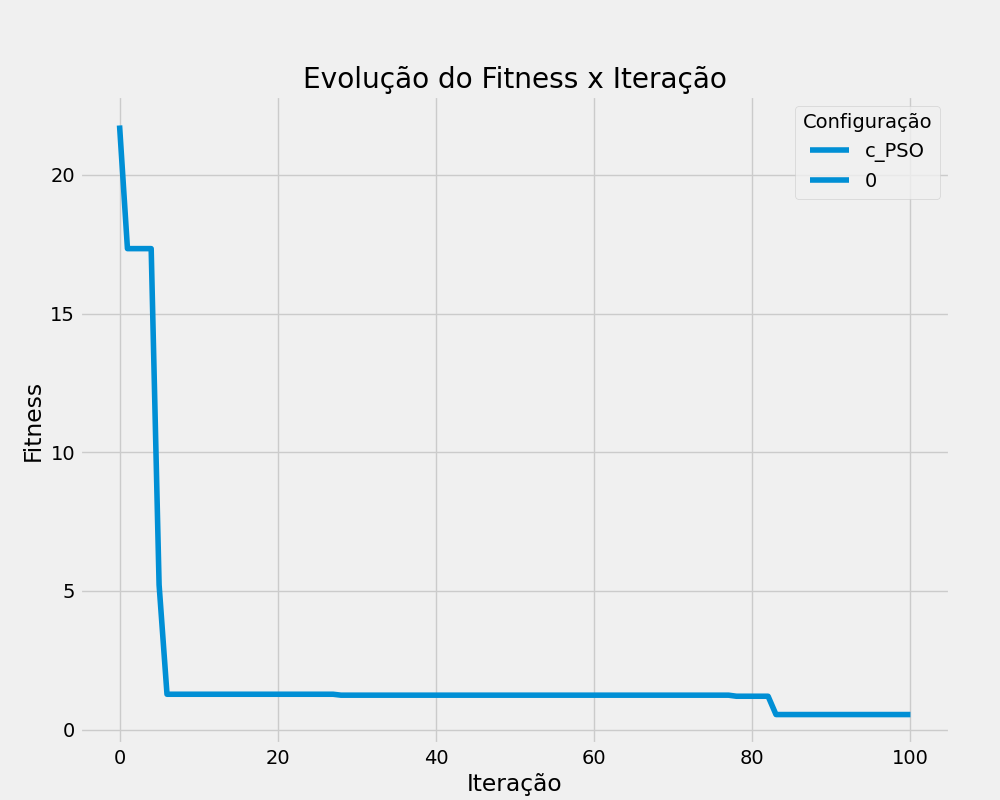 Evolução do Fitness x Iteração
Configuração
c_PSO
0
20
15
10
5
0
Fitness
0 20 40 60 80 100
Iteração